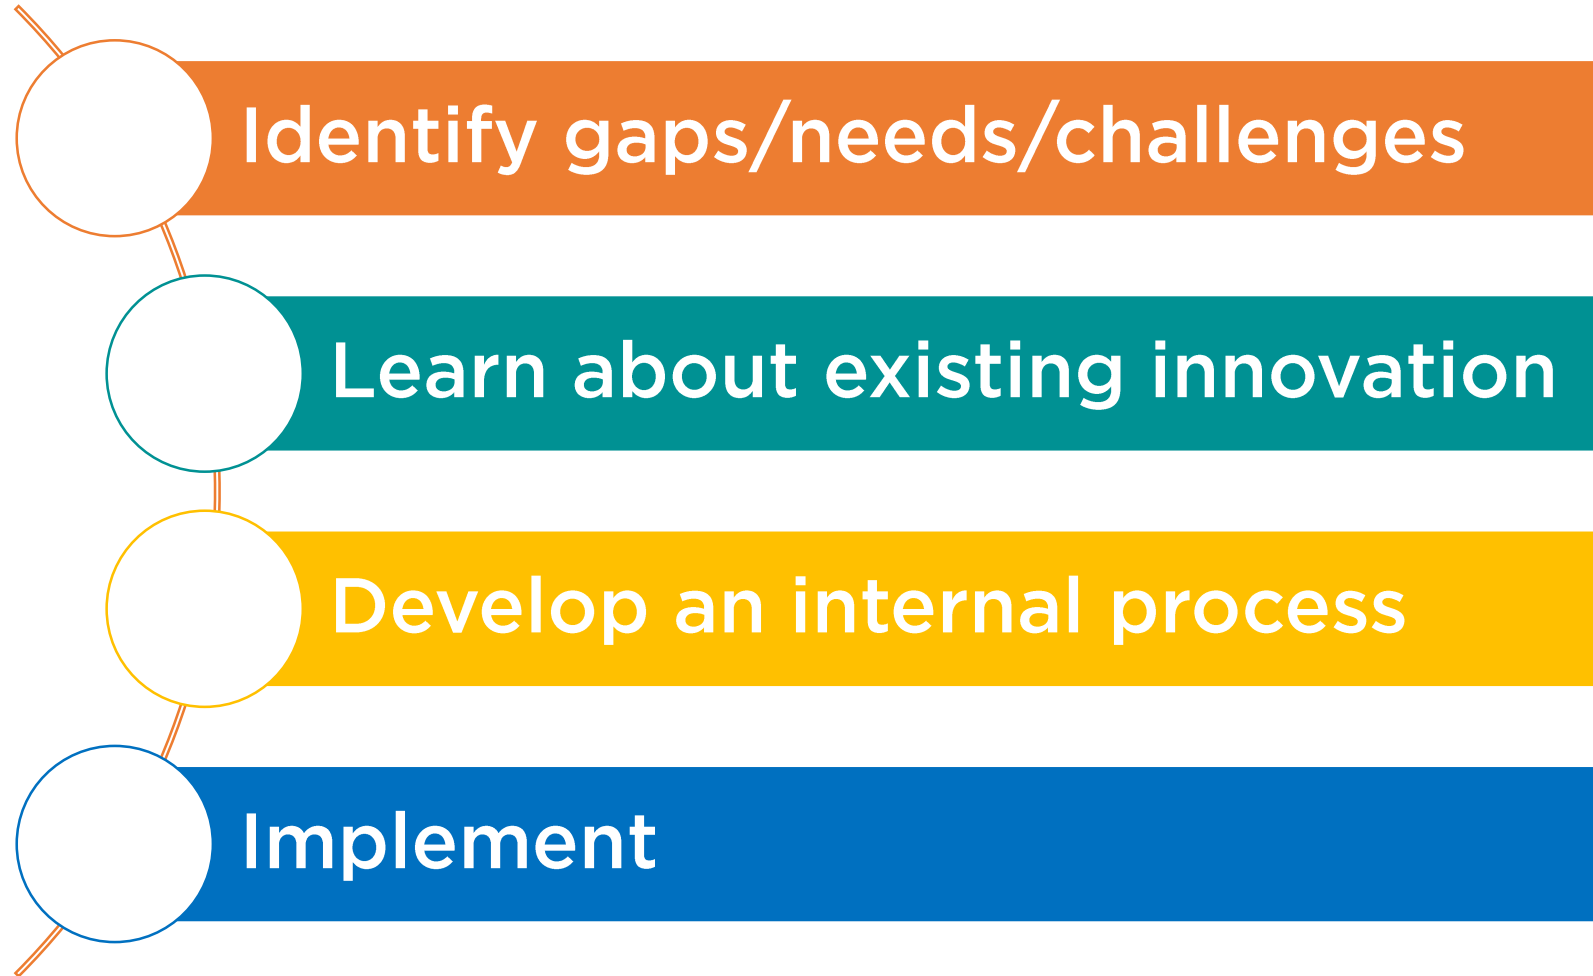 Identify gaps/needs/challenges
Learn about existing innovation
Develop an internal process
Implement